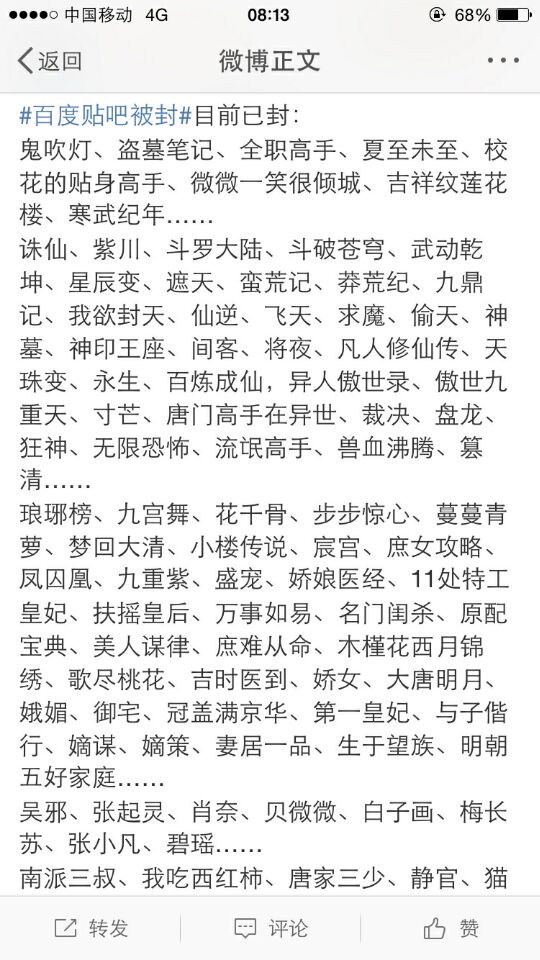 中国移动 4G 08:13 68%
返回 微博正文
#百度贴吧被封#目前已封：
鬼吹灯、盗墓笔记、全职高手、夏至未至、校
花的贴身高手、微微一笑很倾城、吉祥纹莲花
楼、寒武纪年……
诛仙、紫川、斗罗大陆、斗破苍穹、武动乾
坤、星辰变、遮天、蛮荒记、莽荒纪、九鼎
记、我欲封天、仙逆、飞天、求魔、偷天、神
墓、神印王座、间客、将夜、凡人修仙传、天
珠变、永生、百炼成仙，异人傲世录、傲世九
重天、寸芒、唐门高手在异世、裁决、盘龙、
狂神、无限恐怖、流氓高手、兽血沸腾、篡
清……
琅琊榜、九宫舞、花千骨、步步惊心、蔓蔓青
萝、梦回大清、小楼传说、宸宫、庶女攻略、
凤囚凰、九重紫、盛宠、娇娘医经、11处特工
皇妃、扶摇皇后、万事如易、名门闺杀、原配
宝典、美人谋律、庶难从命、木槿花西月锦
绣、歌尽桃花、吉时医到、娇女、大唐明月、
娥媚、御宅、冠盖满京华、第一皇妃、与子偕
行、嫡谋、嫡策、妻居一品、生于望族、明朝
五好家庭……
吴邪、张起灵、肖奈、贝微微、白子画、梅长
苏、张小凡、碧瑶……
南派三叔、我吃西红柿、唐家三少、静官、猫
转发 评论 赞